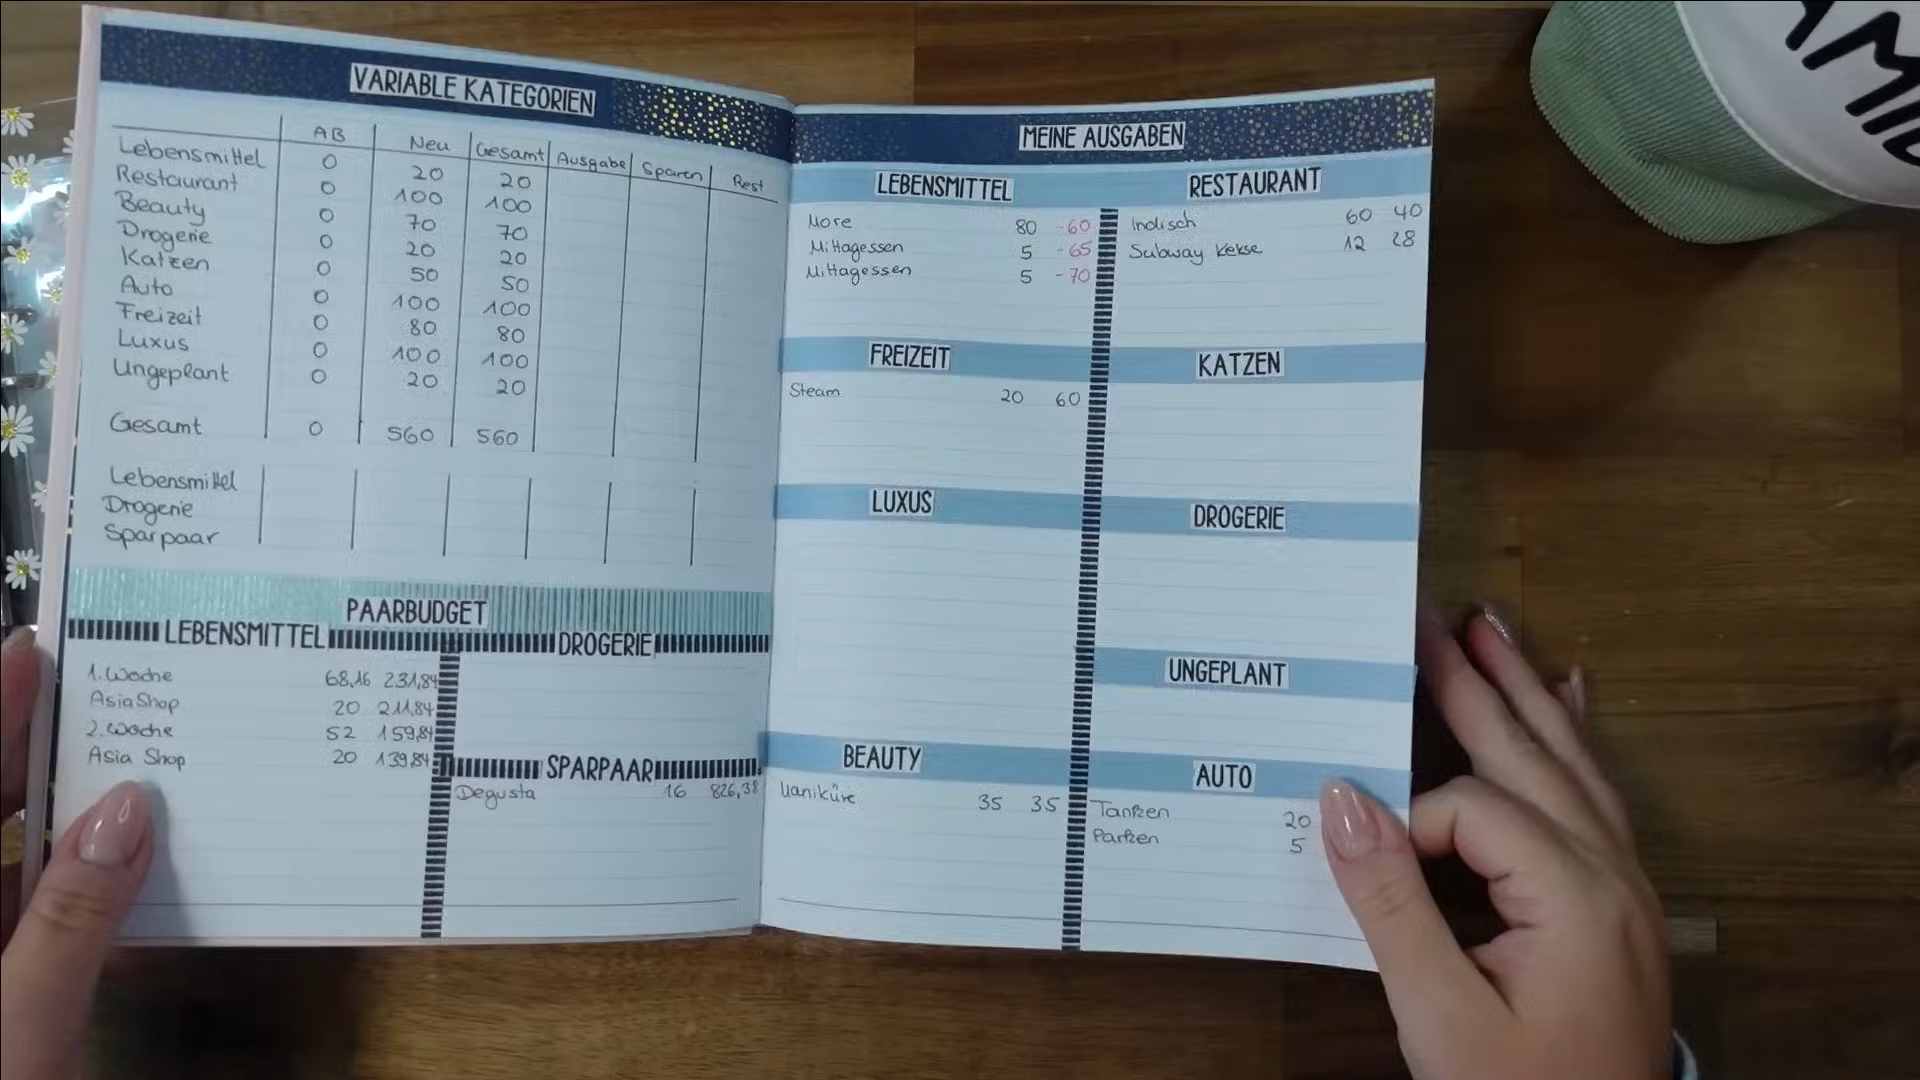 VARIABLE KATEGORIEN
AB Neu Gesamt Ausgabe Sparen Rest
Lebensmittel 0 20 20
Restaurant 0 100 100
Beauty 0 70 70
Drogerie 0 20 20
Katzen 0 50 50
Auto 0 100 100
Freizeit 0 80 80
Luxus 0 100 100
Ungeplant 0 20 20
Gesamt 0 560 560
Lebensmittel
Drogerie
Sparpaar
PAARBUDGET
LEBENSMITTEL
1. Woche 68,16 231,84
AsiaShop 20 211,84
2. Woche 52 159,84
Asia Shop 20 139,84
DROGERIE
SPARPAAR
Degusta 16 826,38
MEINE AUSGABEN
LEBENSMITTEL
More 80 -60
Mittagessen 5 -65
Mittagessen 5 -70
RESTAURANT
Indisch 60 40
Subway Kekse 12 28
FREIZEIT
Steam 20 60
KATZEN
LUXUS
DROGERIE
UNGEPLANT
BEAUTY
Maniküre 35 35
AUTO
Tanken 20
Parken 5